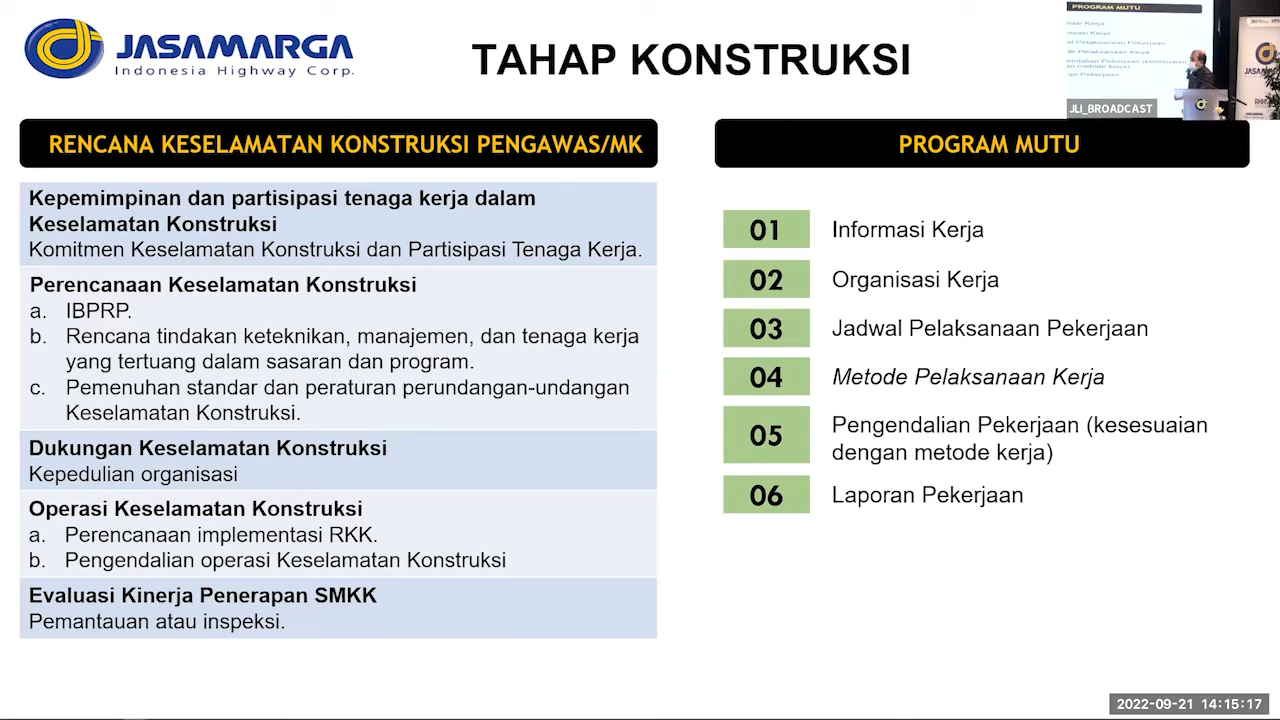 JASA MARGA
Indonesia Highway Corp.
TAHAP KONSTRUKSI
PROGRAM MUTU
JLI_BROADCAST
RENCANA KESELAMATAN KONSTRUKSI PENGAWAS/MK
Kepemimpinan dan partisipasi tenaga kerja dalam
Keselamatan Konstruksi
Komitmen Keselamatan Konstruksi dan Partisipasi Tenaga Kerja.
Perencanaan Keselamatan Konstruksi
a. IBPRP.
b. Rencana tindakan keteknikan, manajemen, dan tenaga kerja
yang tertuang dalam sasaran dan program.
c. Pemenuhan standar dan peraturan perundangan-undangan
Keselamatan Konstruksi.
Dukungan Keselamatan Konstruksi
Kepedulian organisasi
Operasi Keselamatan Konstruksi
a. Perencanaan implementasi RKK.
b. Pengendalian operasi Keselamatan Konstruksi
Evaluasi Kinerja Penerapan SMKK
Pemantauan atau inspeksi.
PROGRAM MUTU
01 Informasi Kerja
02 Organisasi Kerja
03 Jadwal Pelaksanaan Pekerjaan
04 Metode Pelaksanaan Kerja
05 Pengendalian Pekerjaan (kesesuaian
dengan metode kerja)
06 Laporan Pekerjaan
2022-09-21 14:15:17